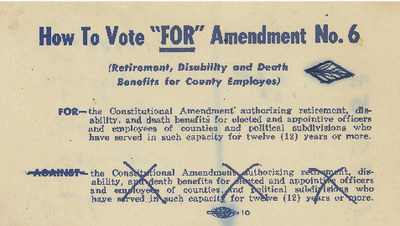 How To Vote "FOR" Amendment No. 6
(Retirement, Disability and Death
Benefits for County Employes)
FOR—the Constitutional Amendment authorizing retirement, dis-
ability, and death benefits for elected and appointive officers
and employees of counties and political subdivisions who
have served in such capacity for twelve (12) years or more.
AGAINST—the Constitutional Amendment authorizing retirement, dis-
ability, and death benefits for elected and appointive officers
and employees of counties and political subdivisions who
have served in such capacity for twelve (12) years or more.
10